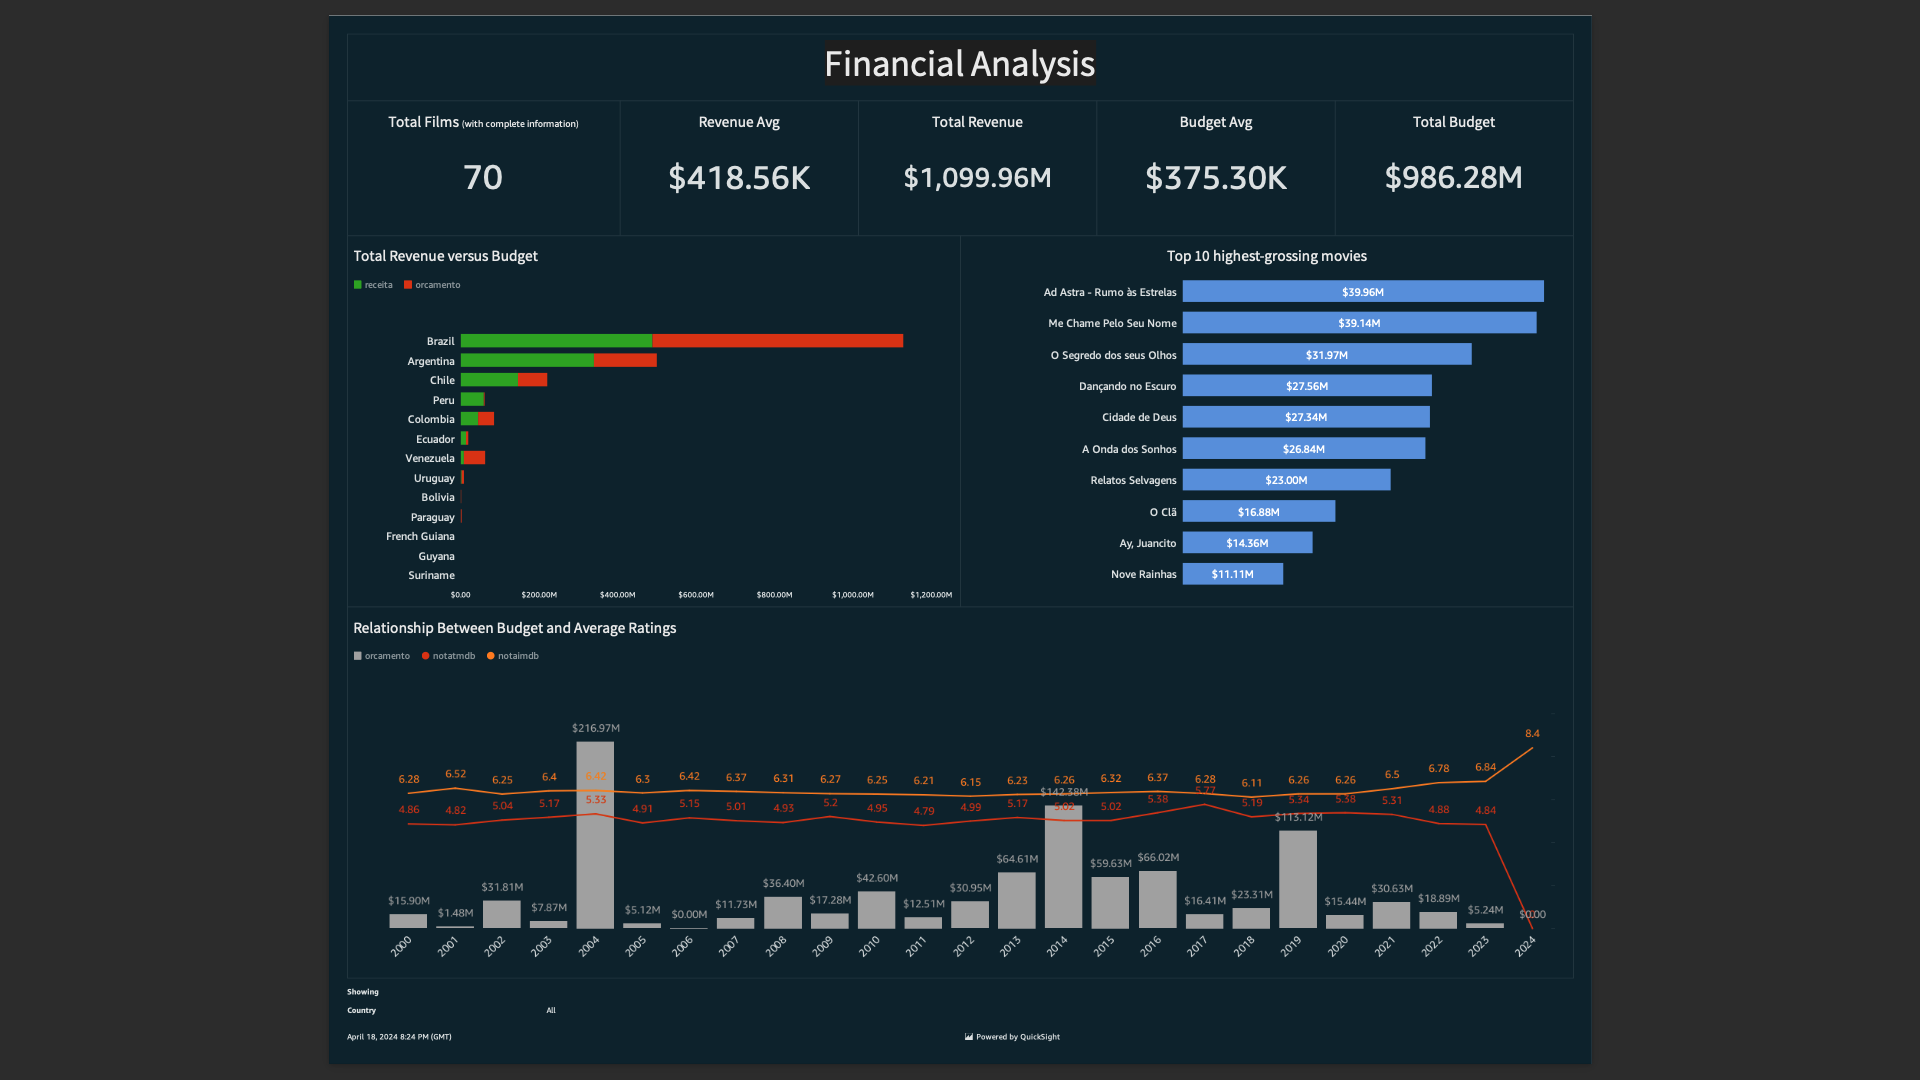 Financial Analysis
Total Films (with complete information)
70
Revenue Avg
$418.56K
Total Revenue
$1,099.96M
Budget Avg
$375.30K
Total Budget
$986.28M
Total Revenue versus Budget
receita orcamento
Brazil
Argentina
Chile
Peru
Colombia
Ecuador
Venezuela
Uruguay
Bolivia
Paraguay
French Guiana
Guyana
Suriname
$0.00 $200.00M $400.00M $600.00M $800.00M $1,000.00M $1,200.00M
Top 10 highest-grossing movies
Ad Astra - Rumo às Estrelas $39.96M
Me Chame Pelo Seu Nome $39.14M
O Segredo dos seus Olhos $31.97M
Dançando no Escuro $27.56M
Cidade de Deus $27.34M
A Onda dos Sonhos $26.84M
Relatos Selvagens $23.00M
O Clã $16.88M
Ay, Juancito $14.36M
Nove Rainhas $11.11M
Relationship Between Budget and Average Ratings
orcamento notatmdb notaimdb
6.28 6.52 6.25 6.4 6.42 6.3 6.42 6.37 6.31 6.27 6.25 6.21 6.15 6.23 6.26 6.32 6.37 6.28 6.11 6.26 6.26 6.5 6.78 6.84 8.4
4.86 4.82 5.04 5.17 5.33 4.91 5.15 5.01 4.93 5.2 4.95 4.79 4.99 5.17 5.02 5.02 5.38 5.77 5.19 5.34 5.38 5.31 4.88 4.84
$15.90M $1.48M $31.81M $7.87M $216.97M $5.12M $0.00M $11.73M $36.40M $17.28M $42.60M $12.51M $30.95M $64.61M $142.38M $59.63M $66.02M $16.41M $23.31M $113.12M $15.44M $30.63M $18.89M $5.24M $0.00
2000 2001 2002 2003 2004 2005 2006 2007 2008 2009 2010 2011 2012 2013 2014 2015 2016 2017 2018 2019 2020 2021 2022 2023 2024
Showing
Country All
April 18, 2024 8:24 PM (GMT)
Powered by QuickSight